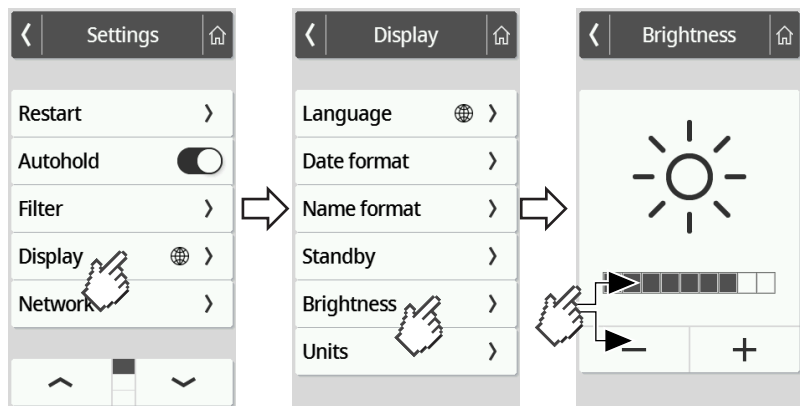 Settings
Restart
Autohold
Filter
Display
Network
Display
Language
Date format
Name format
Standby
Brightness
Units
Brightness